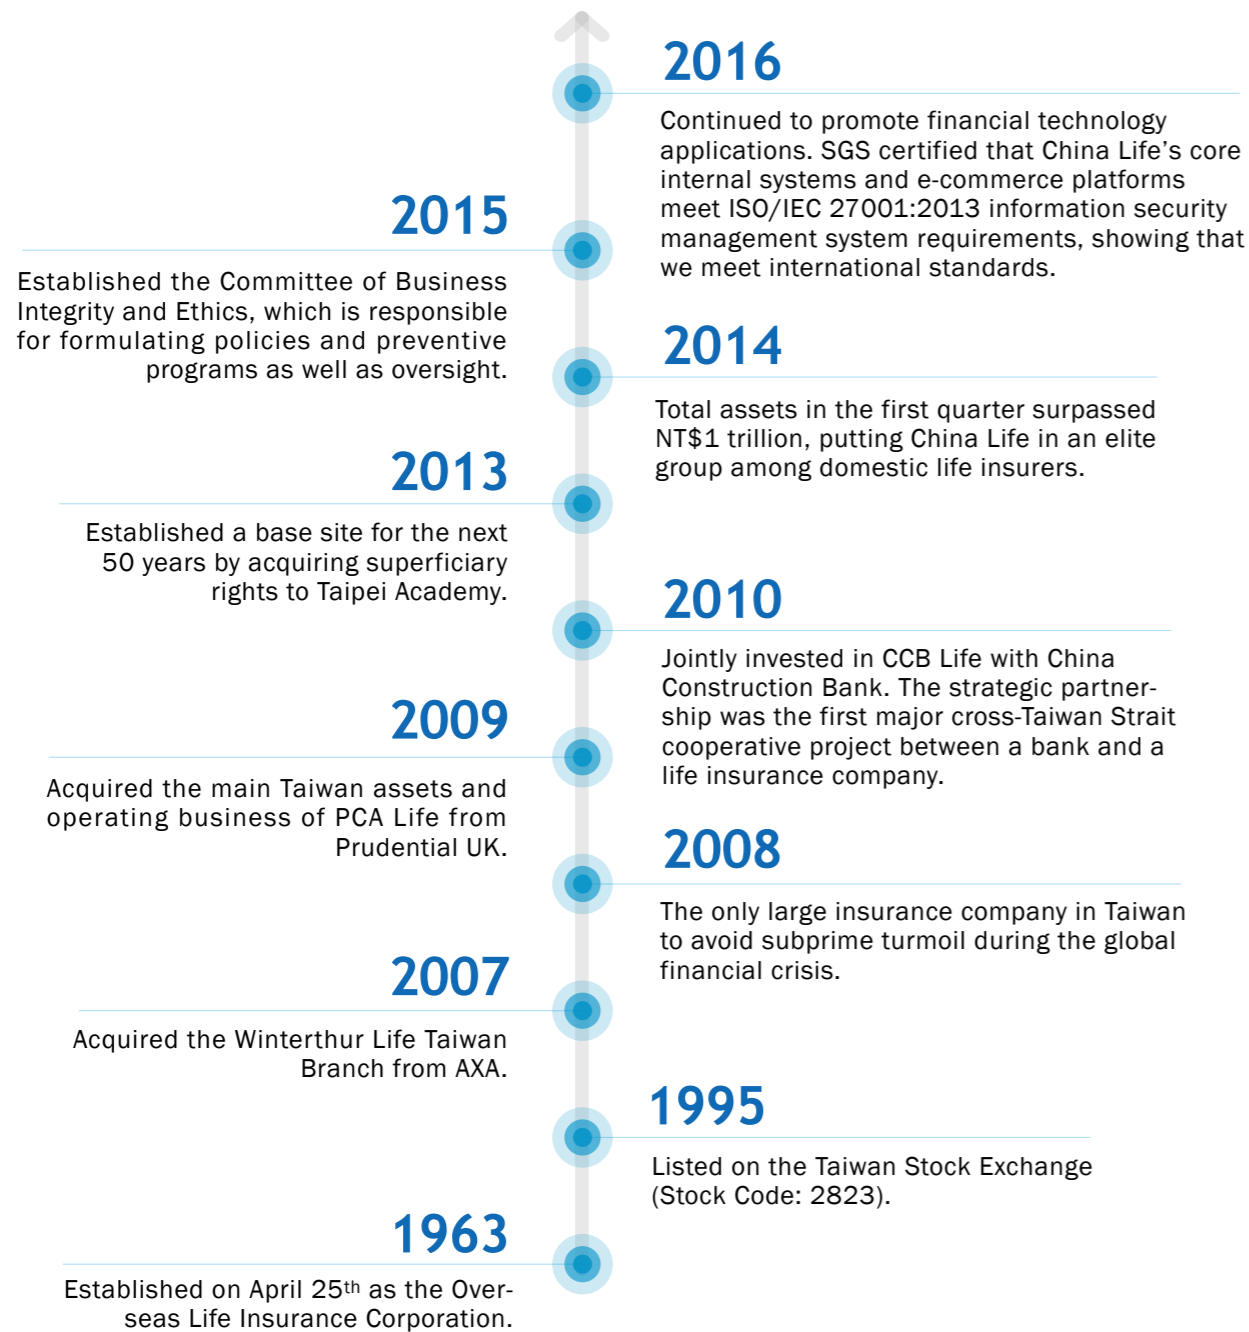 2016
Continued to promote financial technology
applications. SGS certified that China Life’s core
internal systems and e-commerce platforms
meet ISO/IEC 27001:2013 information security
management system requirements, showing that
we meet international standards.
2015
Established the Committee of Business
Integrity and Ethics, which is responsible
for formulating policies and preventive
programs as well as oversight.
2014
Total assets in the first quarter surpassed
NT$1 trillion, putting China Life in an elite
group among domestic life insurers.
2013
Established a base site for the next
50 years by acquiring superficiary
rights to Taipei Academy.
2010
Jointly invested in CCB Life with China
Construction Bank. The strategic partner-
ship was the first major cross-Taiwan Strait
cooperative project between a bank and a
life insurance company.
2009
Acquired the main Taiwan assets and
operating business of PCA Life from
Prudential UK.
2008
The only large insurance company in Taiwan
to avoid subprime turmoil during the global
financial crisis.
2007
Acquired the Winterthur Life Taiwan
Branch from AXA.
1995
Listed on the Taiwan Stock Exchange
(Stock Code: 2823).
1963
Established on April 25th as the Over-
seas Life Insurance Corporation.